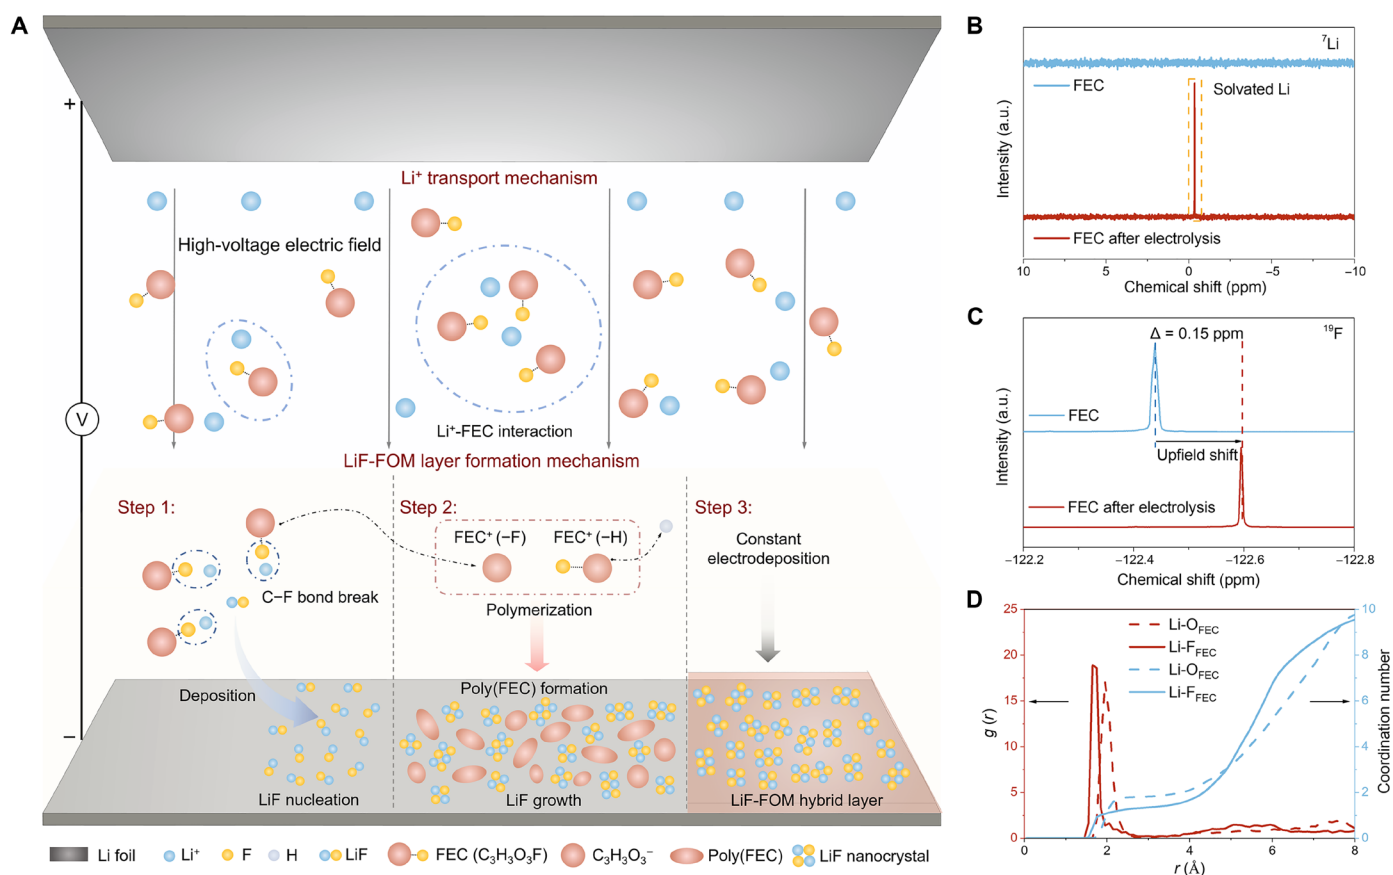 A
+
V
−
Li⁺ transport mechanism
High-voltage electric field
Li⁺-FEC interaction
LiF-FOM layer formation mechanism
Step 1:
C−F bond break
Deposition
LiF nucleation
Step 2:
FEC⁺ (−F)
FEC⁺ (−H)
Polymerization
Poly(FEC) formation
LiF growth
Step 3:
Constant
electrodeposition
LiF-FOM hybrid layer
Li foil
Li⁺
F
H
LiF
FEC (C₃H₃O₃F)
C₃H₃O₃⁻
Poly(FEC)
LiF nanocrystal
B
⁷Li
FEC
Solvated Li
FEC after electrolysis
Intensity (a.u.)
10 5 0 −5 −10
Chemical shift (ppm)
C
¹⁹F
Δ = 0.15 ppm
FEC
Upfield shift
FEC after electrolysis
Intensity (a.u.)
−122.2 −122.4 −122.6 −122.8
Chemical shift (ppm)
D
Li-O_FEC
Li-F_FEC
Li-O_FEC
Li-F_FEC
g (r)
25
20
15
10
5
0
Coordination number
10
8
6
4
2
0
0 2 4 6 8
r (Å)